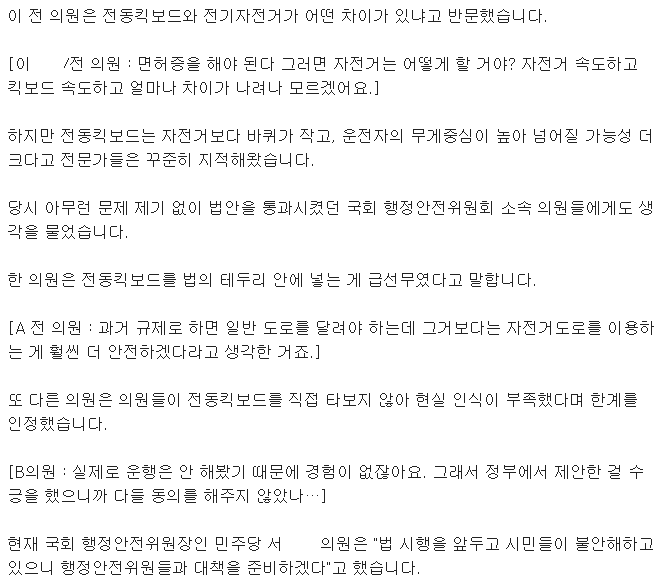 이 전 의원은 전동킥보드와 전기자전거가 어떤 차이가 있냐고 반문했습니다.
[이 /전 의원 : 면허증을 해야 된다 그러면 자전거는 어떻게 할 거야? 자전거 속도하고
킥보드 속도하고 얼마나 차이가 나려나 모르겠어요.]
하지만 전동킥보드는 자전거보다 바퀴가 작고, 운전자의 무게중심이 높아 넘어질 가능성 더
크다고 전문가들은 꾸준히 지적해왔습니다.
당시 아무런 문제 제기 없이 법안을 통과시켰던 국회 행정안전위원회 소속 의원들에게도 생
각을 물었습니다.
한 의원은 전동킥보드를 법의 테두리 안에 넣는 게 급선무였다고 말합니다.
[A 전 의원 : 과거 규제로 하면 일반 도로를 달려야 하는데 그거보다는 자전거도로를 이용하
는 게 훨씬 더 안전하겠다라고 생각한 거죠.]
또 다른 의원은 의원들이 전동킥보드를 직접 타보지 않아 현실 인식이 부족했다며 한계를
인정했습니다.
[B의원 : 실제로 운행은 안 해봤기 때문에 경험이 없잖아요. 그래서 정부에서 제안한 걸 수
긍을 했으니까 다들 동의를 해주지 않았나…]
현재 국회 행정안전위원장인 민주당 서 의원은 "법 시행을 앞두고 시민들이 불안해하고
있으니 행정안전위원들과 대책을 준비하겠다"고 했습니다.